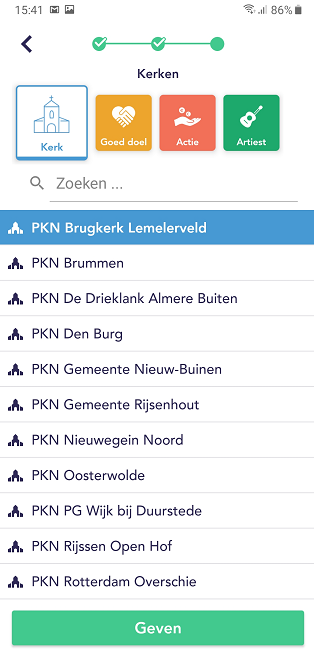 15:41
86%
Kerken
Kerk
Goed doel
Actie
Artiest
Zoeken ...
PKN Brugkerk Lemelerveld
PKN Brummen
PKN De Drieklank Almere Buiten
PKN Den Burg
PKN Gemeente Nieuw-Buinen
PKN Gemeente Rijsenhout
PKN Nieuwegein Noord
PKN Oosterwolde
PKN PG Wijk bij Duurstede
PKN Rijssen Open Hof
PKN Rotterdam Overschie
Geven